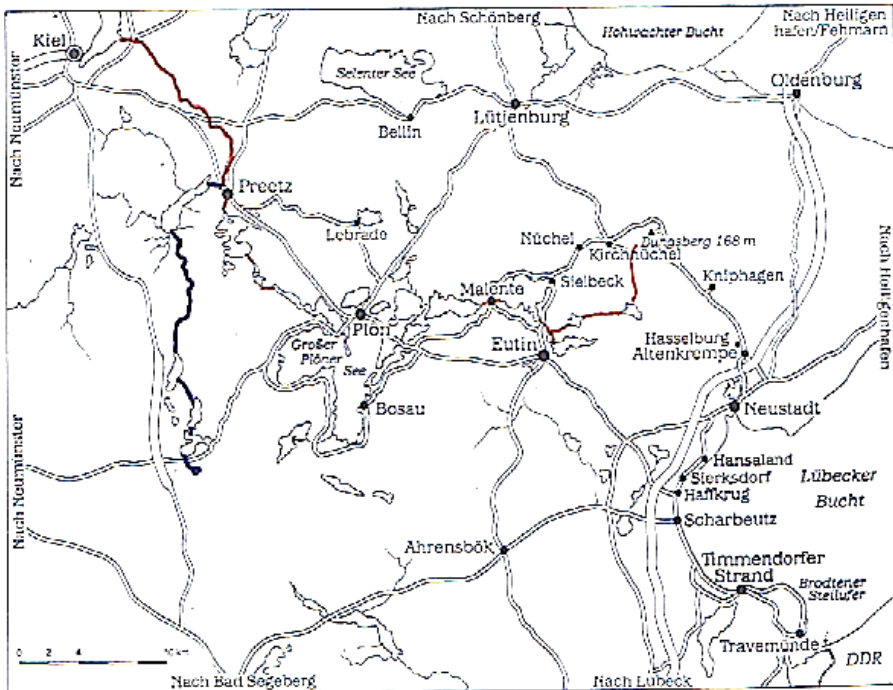 Nach Schönberg
Hohwachter Bucht
Nach Heiligen
hafen/Fehmarn
Kiel
Selenter See
Oldenburg
Nach Neumünster
Bellin
Lütjenburg
Preetz
Lebrade
Nüchel
Bungsberg 168 m
Kirchnüchel
Sielbeck
Kniphagen
Malente
Plön
Großer
Plöner
See
Eutin
Hasselburg
Altenkrempe
Nach Heiligenhafen
Bosau
Neustadt
Hansaland
Sierksdorf
Haffkrug
Lübecker
Bucht
Scharbeutz
Nach Neumünster
Ahrensbök
Timmendorfer
Strand
Brodtener
Steilufer
Travemünde
DDR
0 2 4 10 km
Nach Bad Segeberg
Nach Lübeck